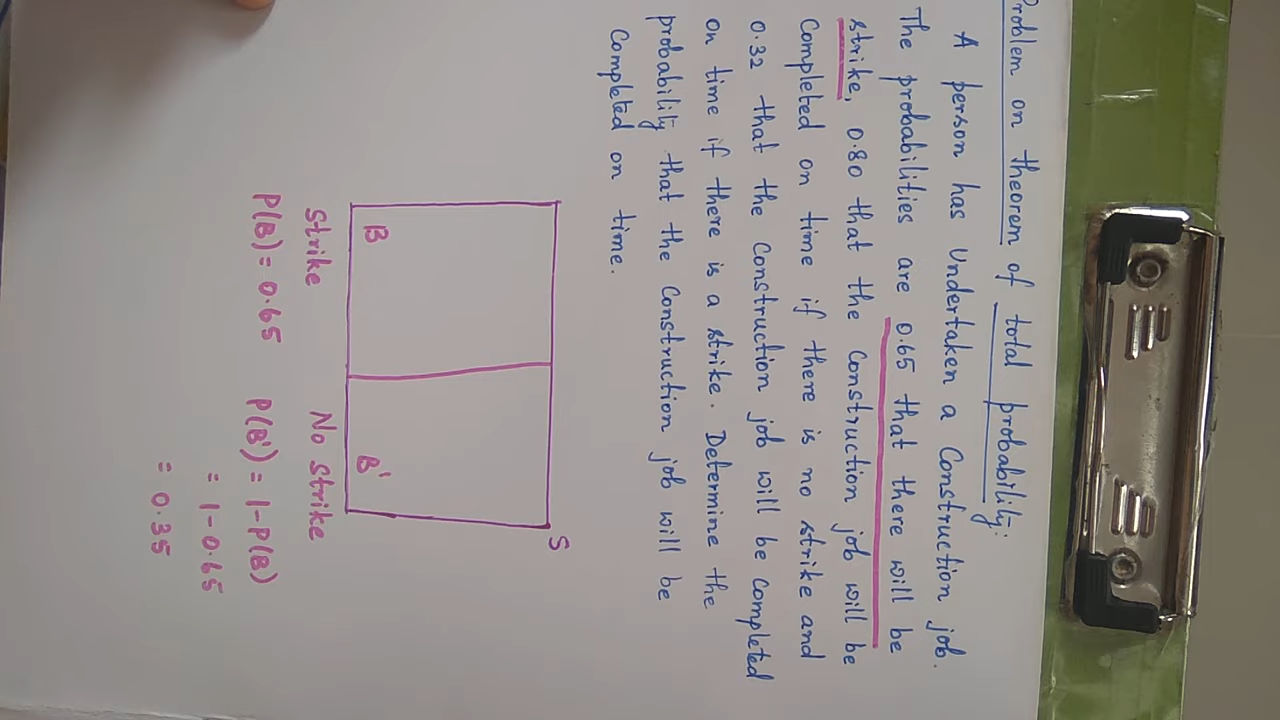 Problem on theorem of total probability:
A person has Undertaken a Construction job.
The probabilities are 0.65 that there will be
strike, 0.80 that the Construction job will be
Completed on time if there is no strike and
0.32 that the Construction job will be Completed
on time if there is a strike. Determine the
probability that the Construction job will be
Completed on time.
S
B B'
Strike No strike
P(B) = 0.65 P(B') = 1-P(B)
= 1-0.65
= 0.35